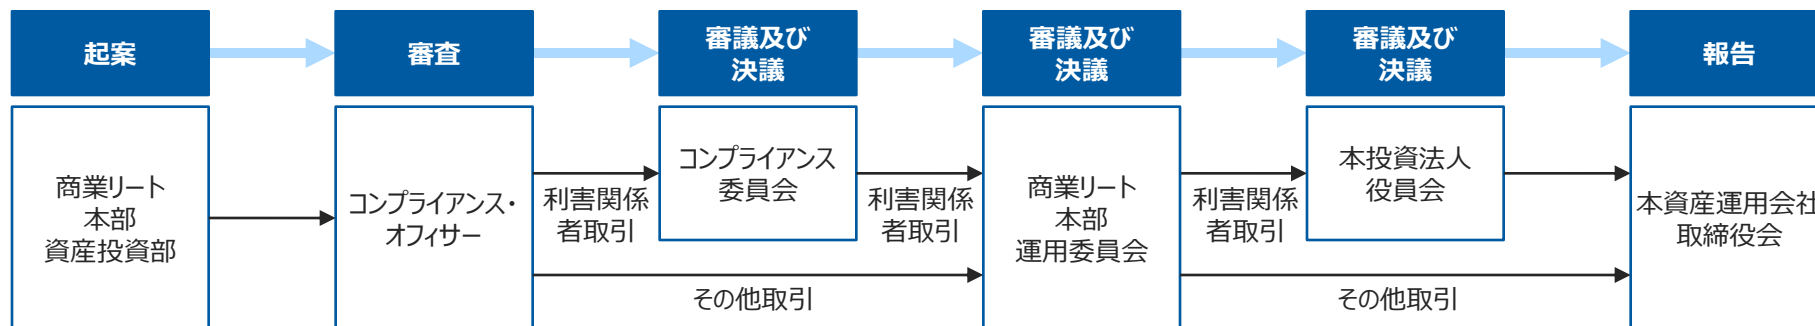 起案
審査
審議及び
決議
審議及び
決議
審議及び
決議
報告
商業リート
本部
資産投資部
コンプライアンス・
オフィサー
利害関係
者取引
コンプライアンス
委員会
利害関係
者取引
商業リート
本部
運用委員会
利害関係
者取引
本投資法人
役員会
本資産運用会社
取締役会
その他取引
その他取引